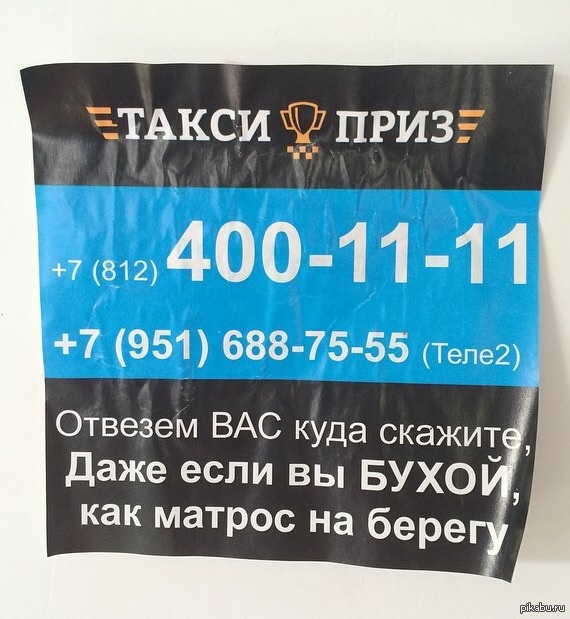 ТАКСИ ПРИЗ
+7 (812) 400-11-11
+7 (951) 688-75-55 (Теле2)
Отвезем ВАС куда скажите,
Даже если вы БУХОЙ,
как матрос на берегу
pikabu.ru